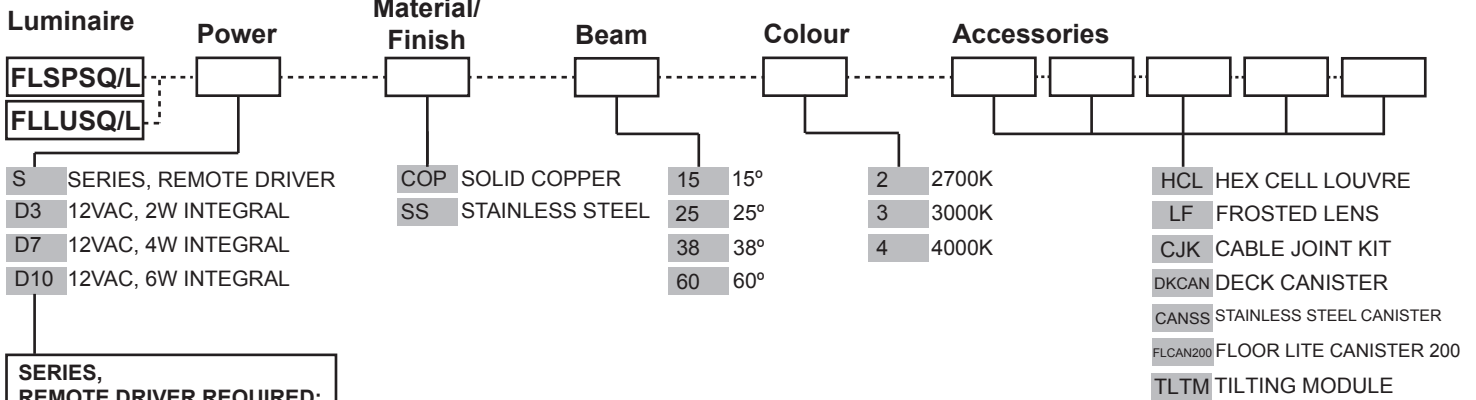 Luminaire
Power
Material/
Finish
Beam
Colour
Accessories
FLSPSQ/L
FLLUSQ/L
S SERIES, REMOTE DRIVER
D3 12VAC, 2W INTEGRAL
D7 12VAC, 4W INTEGRAL
D10 12VAC, 6W INTEGRAL
COP SOLID COPPER
SS STAINLESS STEEL
15 15º
25 25º
38 38º
60 60º
2 2700K
3 3000K
4 4000K
HCL HEX CELL LOUVRE
LF FROSTED LENS
CJK CABLE JOINT KIT
DKCAN DECK CANISTER
CANSS STAINLESS STEEL CANISTER
FLCAN200 FLOOR LITE CANISTER 200
TLTM TILTING MODULE
SERIES,
REMOTE DRIVER REQUIRED: